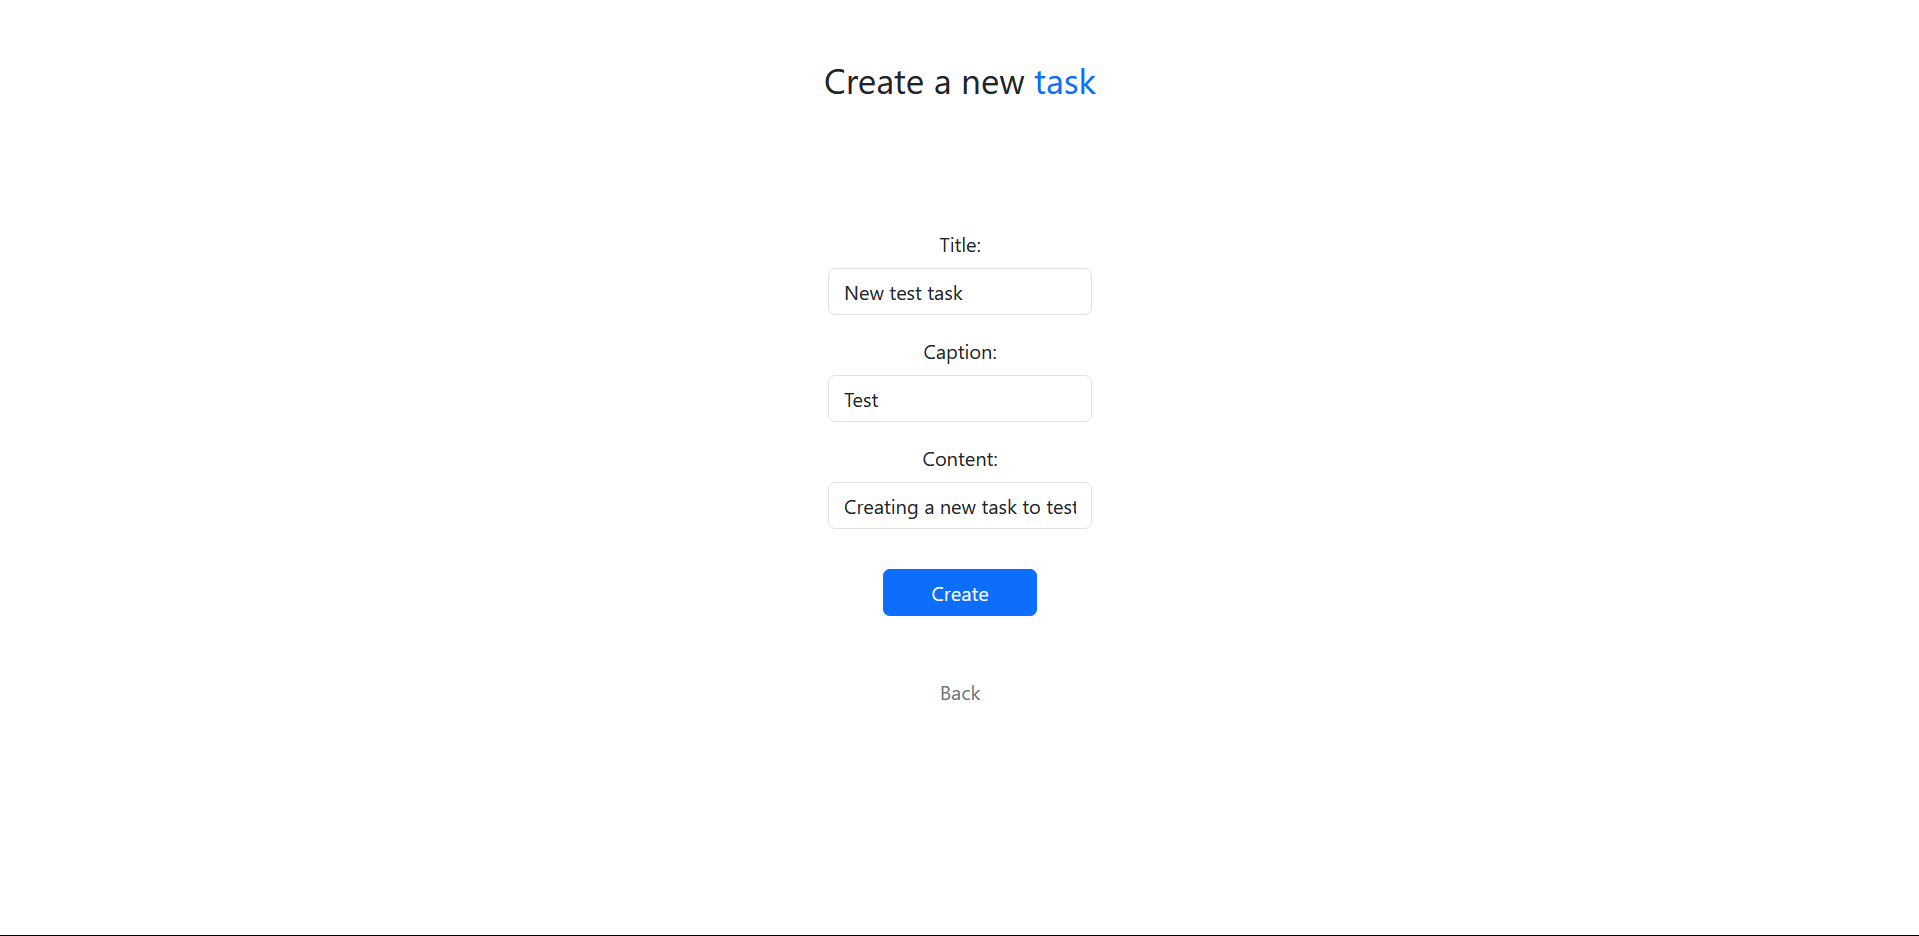 Create a new task
Title:
New test task
Caption:
Test
Content:
Creating a new task to test
Create
Back